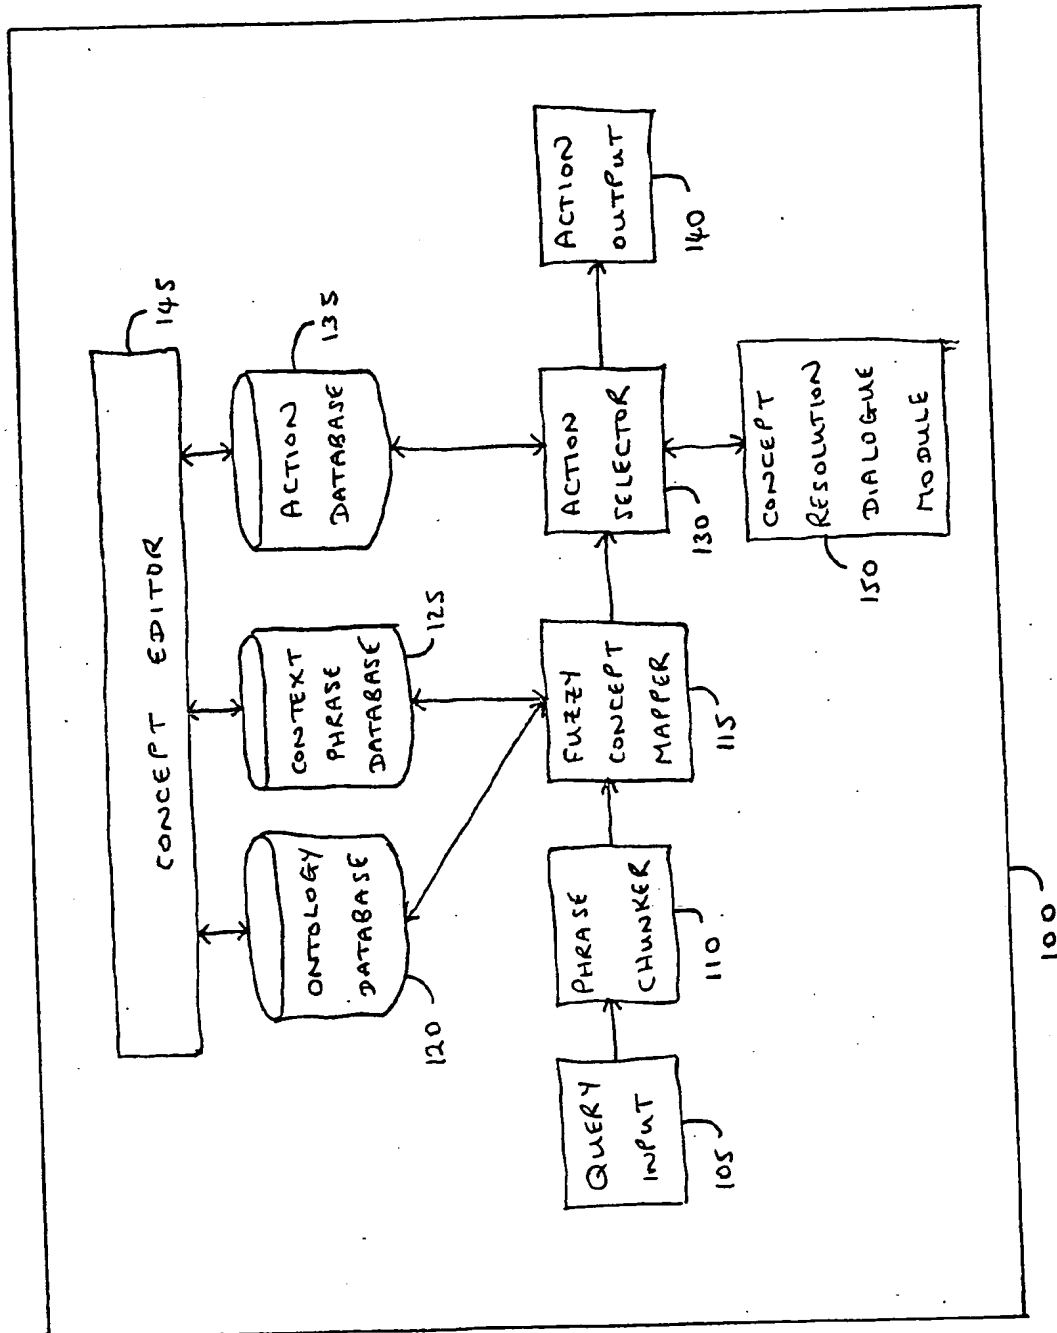 CONCEPT EDITOR
145
ONTOLOGY
DATABASE
120
CONTEXT
PHRASE
DATABASE
125
ACTION
DATABASE
135
QUERY
INPUT
105
PHRASE
CHUNKER
110
FUZZY
CONCEPT
MAPPER
115
ACTION
SELECTOR
130
ACTION
OUTPUT
140
CONCEPT
RESOLUTION
DIALOGUE
MODULE
150
100